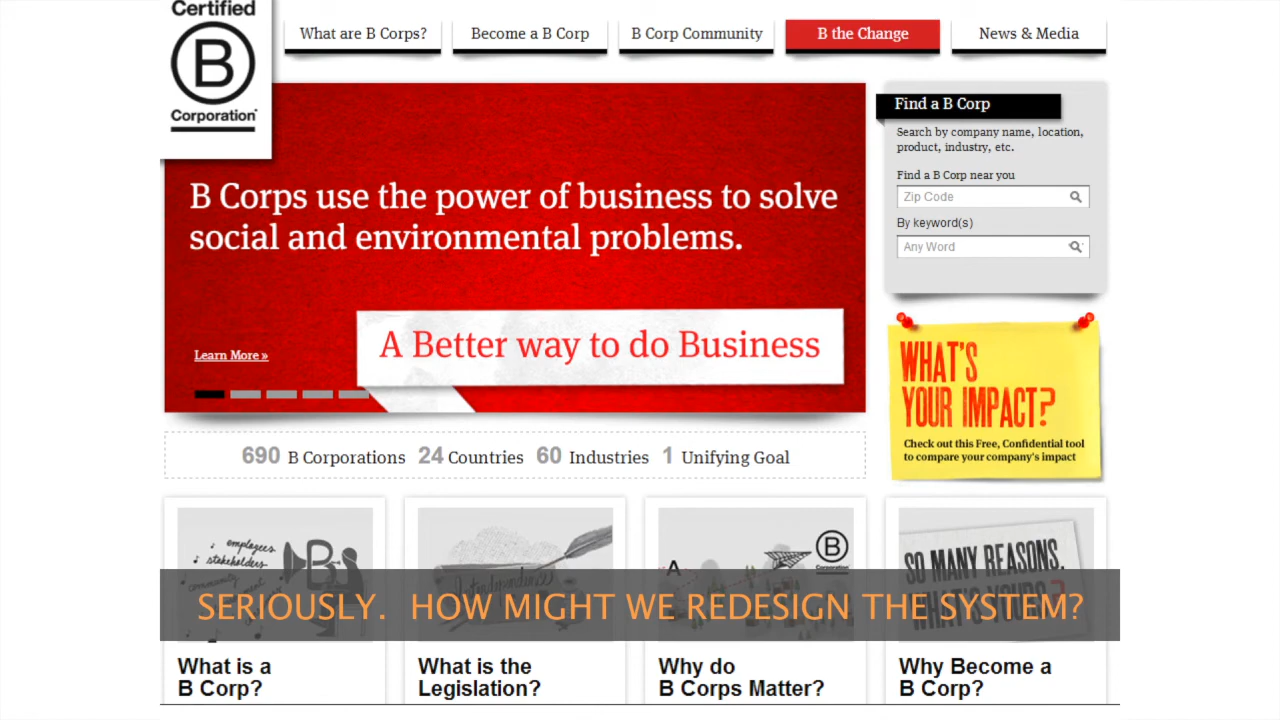 Certified
B
Corporation
What are B Corps?
Become a B Corp
B Corp Community
B the Change
News & Media
B Corps use the power of business to solve
social and environmental problems.
A Better way to do Business
Learn More »
Find a B Corp
Search by company name, location,
product, industry, etc.
Find a B Corp near you
Zip Code
By keyword(s)
Any Word
WHAT'S
YOUR IMPACT?
Check out this Free, Confidential tool
to compare your company's impact
690 B Corporations 24 Countries 60 Industries 1 Unifying Goal
employees
stakeholders
community
B
A
B
Corporation
SO MANY REASONS.
WHAT'S YOURS?
SERIOUSLY. HOW MIGHT WE REDESIGN THE SYSTEM?
What is a
B Corp?
What is the
Legislation?
Why do
B Corps Matter?
Why Become a
B Corp?